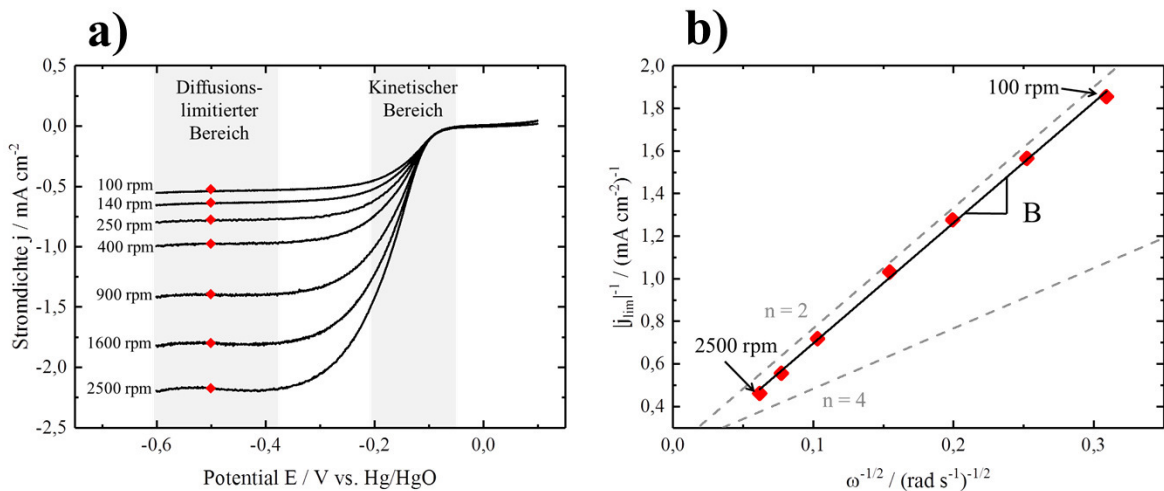 a)
0,5
0,0
-0,5
-1,0
-1,5
-2,0
-2,5
Stromdichte j / mA cm⁻²
Diffusions-
limitierter
Bereich
Kinetischer
Bereich
100 rpm
140 rpm
250 rpm
400 rpm
900 rpm
1600 rpm
2500 rpm
-0,6
-0,4
-0,2
0,0
Potential E / V vs. Hg/HgO
b)
2,0
1,8
1,6
1,4
1,2
1,0
0,8
0,6
0,4
|j_lim|⁻¹ / (mA cm⁻²)⁻¹
100 rpm
B
n = 2
2500 rpm
n = 4
0,0
0,1
0,2
0,3
ω⁻¹/² / (rad s⁻¹)⁻¹/²